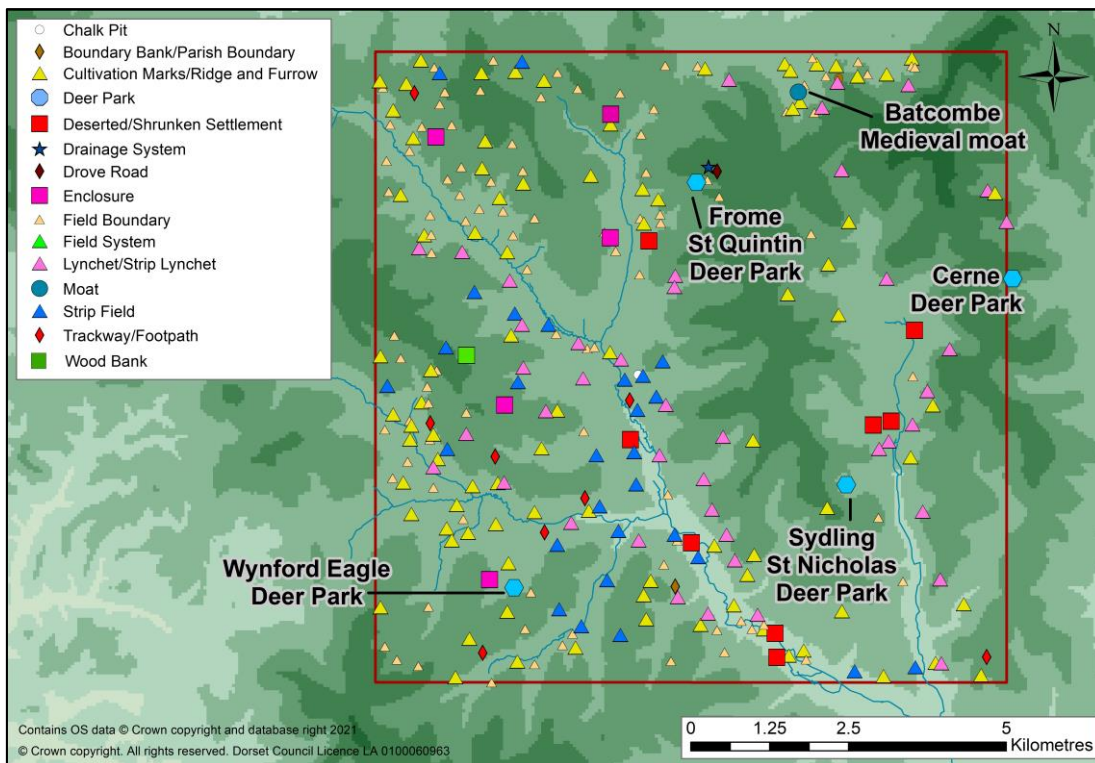 Chalk Pit
Boundary Bank/Parish Boundary
Cultivation Marks/Ridge and Furrow
Deer Park
Deserted/Shrunken Settlement
Drainage System
Drove Road
Enclosure
Field Boundary
Field System
Lynchet/Strip Lynchet
Moat
Strip Field
Trackway/Footpath
Wood Bank
N
Batcombe
Medieval moat
Frome
St Quintin
Deer Park
Cerne
Deer Park
Sydling
St Nicholas
Deer Park
Wynford Eagle
Deer Park
Contains OS data © Crown copyright and database right 2021
© Crown copyright. All rights reserved. Dorset Council Licence LA 0100060963
0 1.25 2.5 5
Kilometres